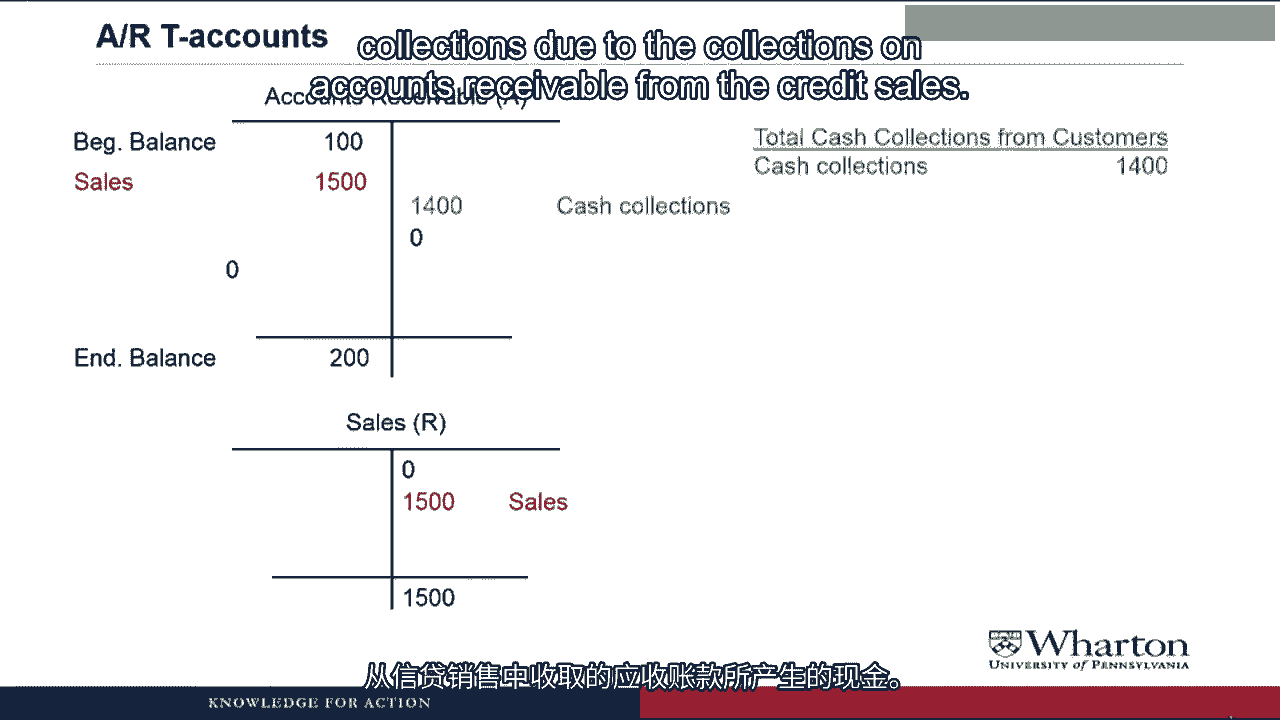 A/R T-accounts
collections due to the collections on
accounts receivable from the credit sales.
Accounts Receivable (A)
Beg. Balance 100
Sales 1500
1400 Cash collections
0
0
End. Balance 200
Total Cash Collections from Customers
Cash collections 1400
Sales (R)
0
1500 Sales
1500
Wharton
UNIVERSITY of PENNSYLVANIA
从信贷销售中收取的应收账款所产生的现金。
KNOWLEDGE FOR ACTION